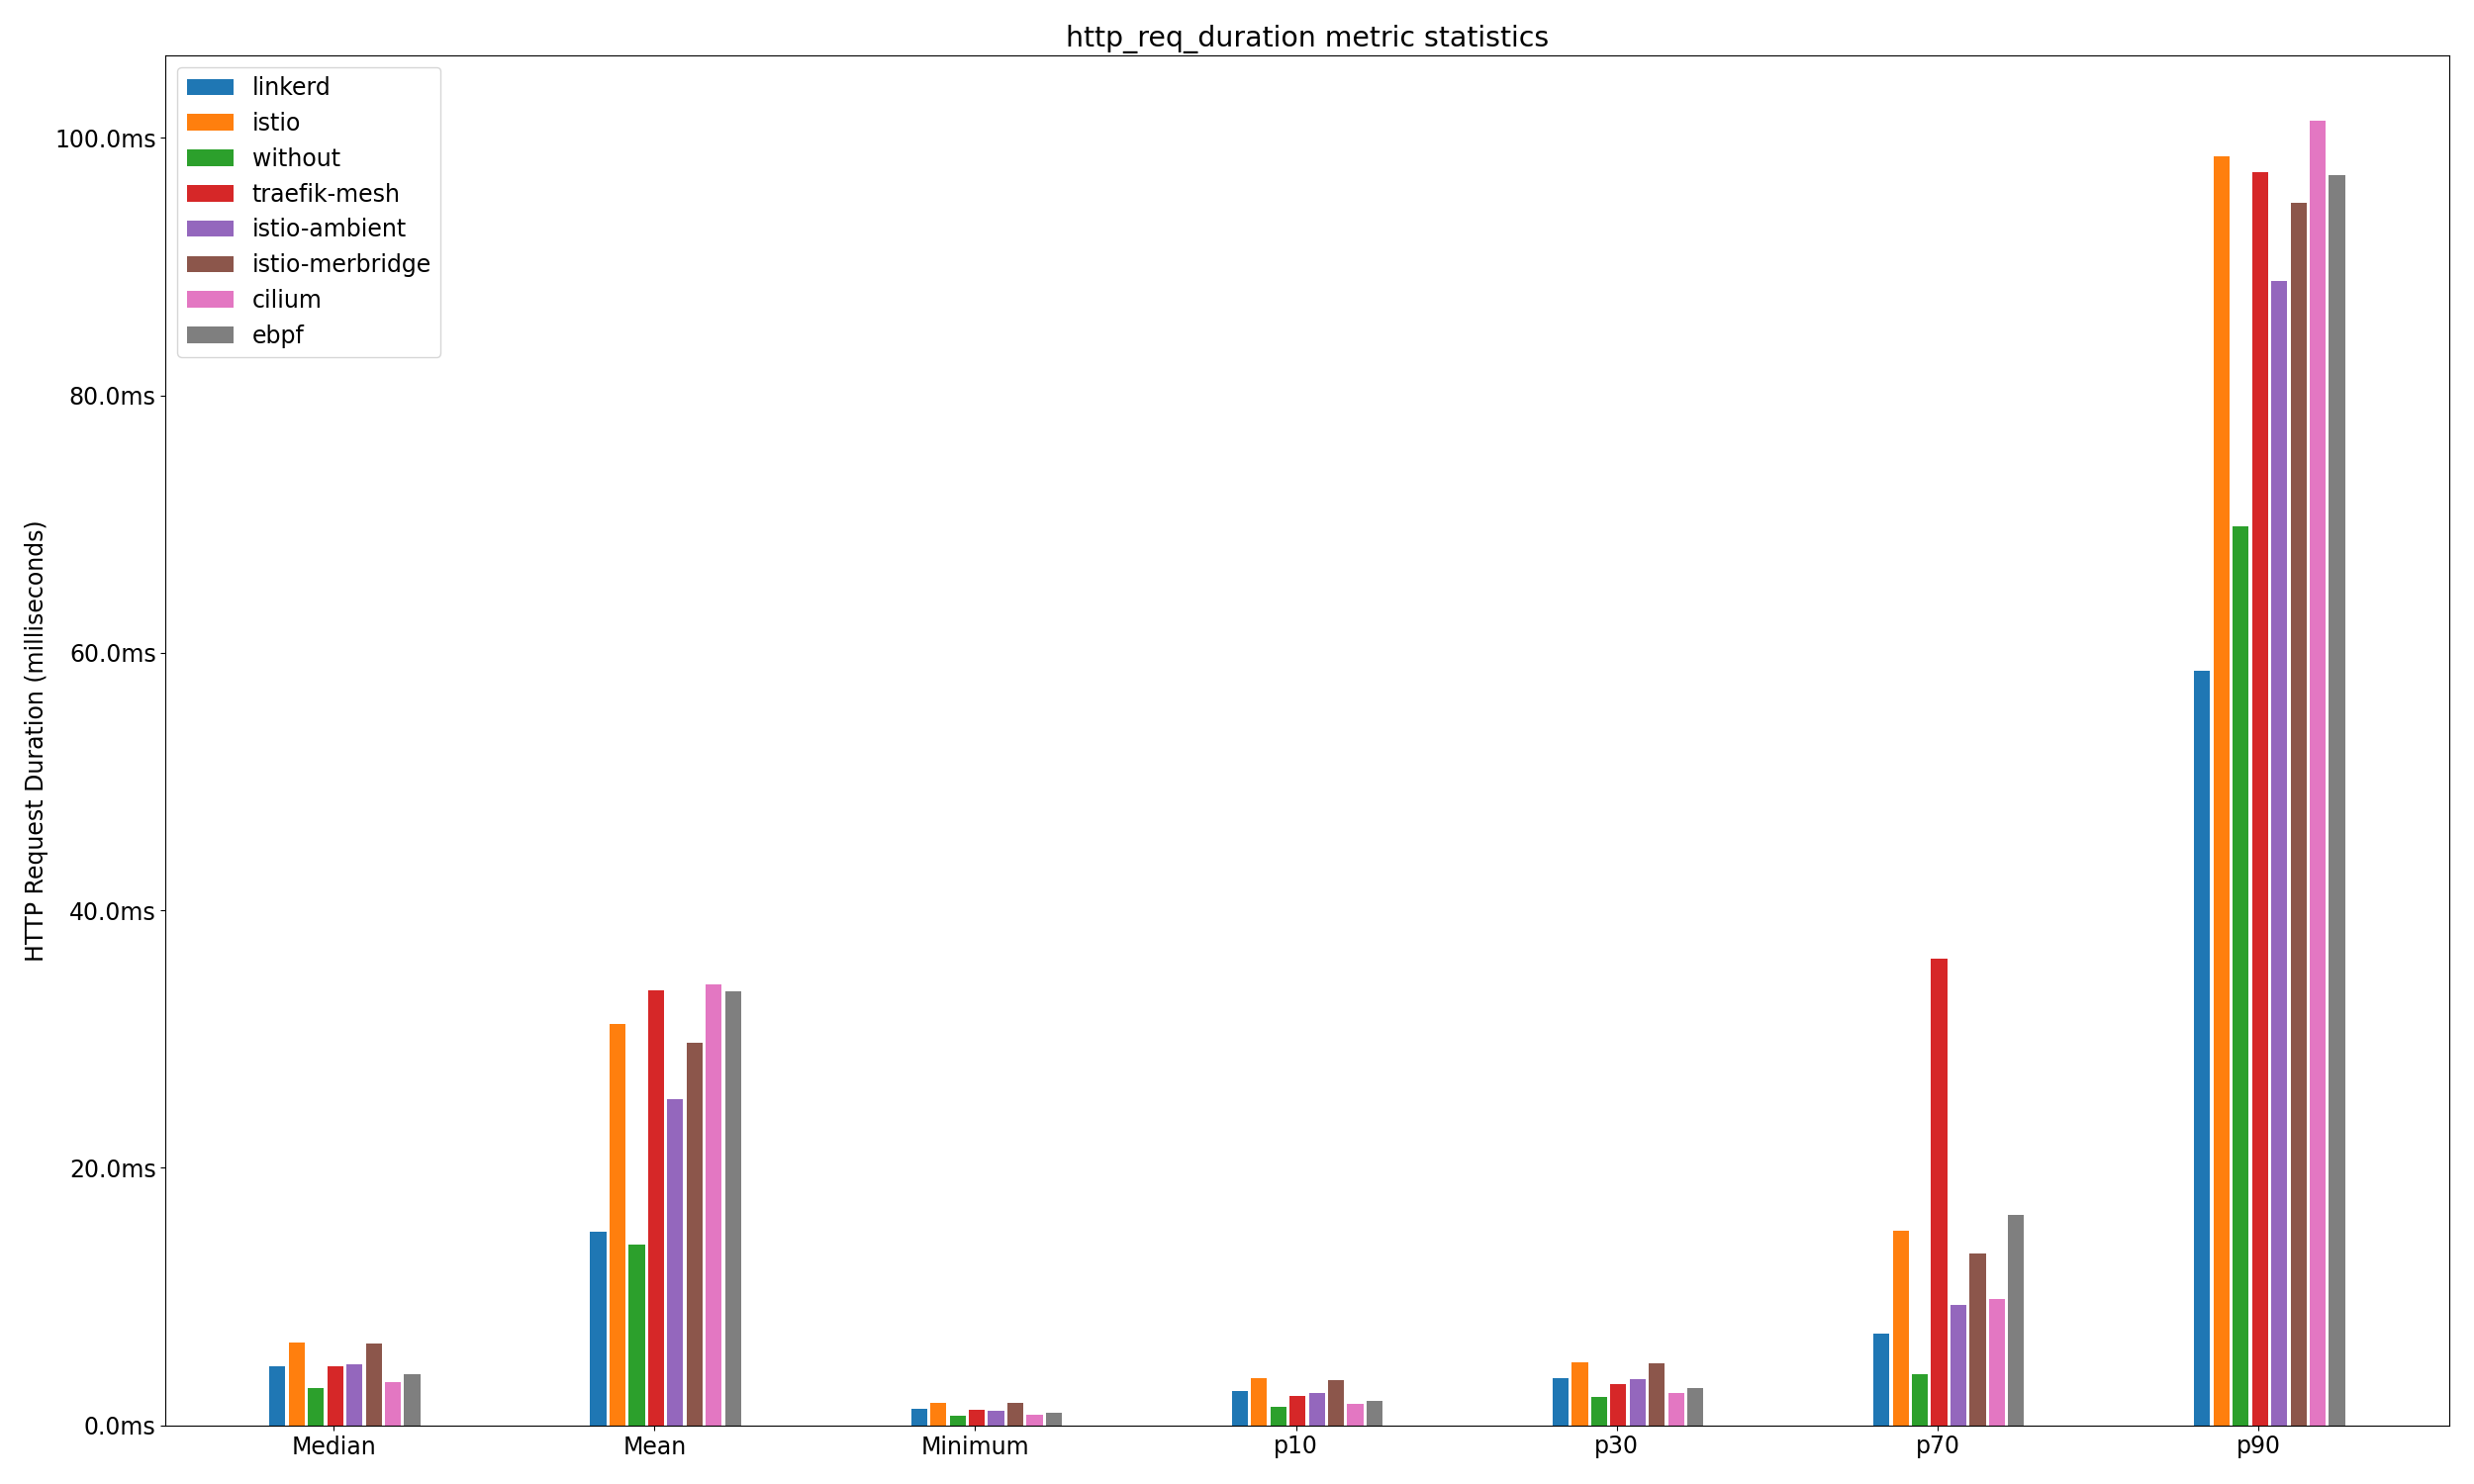 http_req_duration metric statistics
linkerd
istio
without
traefik-mesh
istio-ambient
istio-merbridge
cilium
ebpf
HTTP Request Duration (milliseconds)
100.0ms
80.0ms
60.0ms
40.0ms
20.0ms
0.0ms
Median Mean Minimum p10 p30 p70 p90